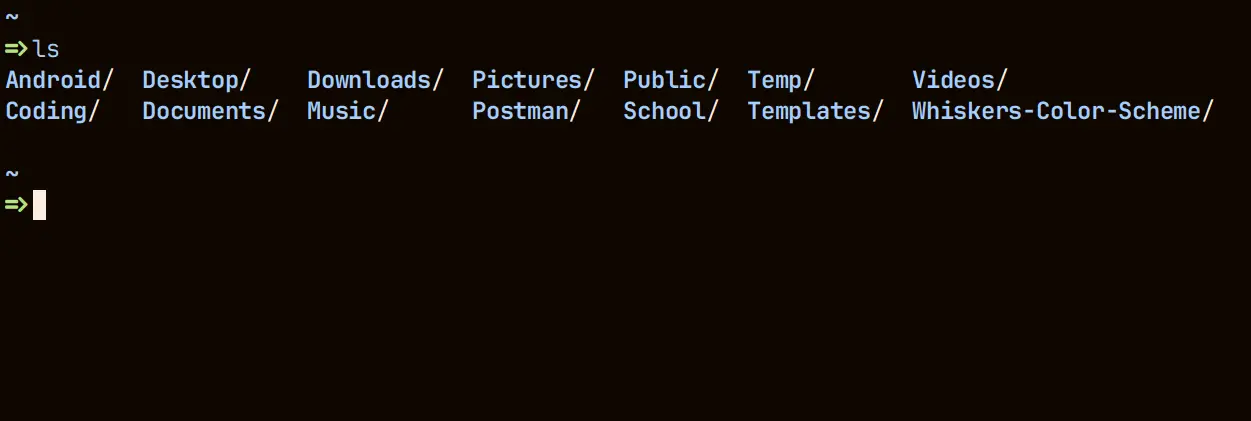 ~
=>ls
Android/  Desktop/    Downloads/  Pictures/  Public/  Temp/       Videos/
Coding/   Documents/  Music/      Postman/   School/  Templates/  Whiskers-Color-Scheme/
~
=>